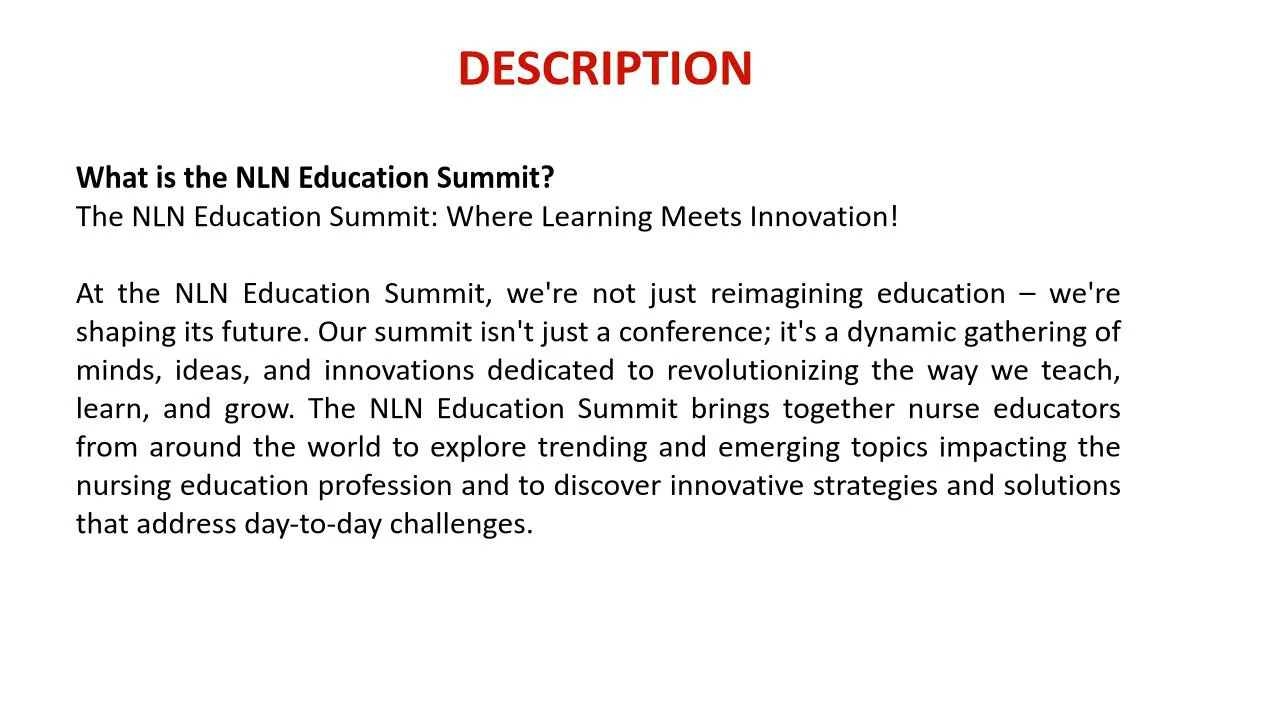 DESCRIPTION
What is the NLN Education Summit?
The NLN Education Summit: Where Learning Meets Innovation!
At the NLN Education Summit, we're not just reimagining education – we're
shaping its future. Our summit isn't just a conference; it's a dynamic gathering of
minds, ideas, and innovations dedicated to revolutionizing the way we teach,
learn, and grow. The NLN Education Summit brings together nurse educators
from around the world to explore trending and emerging topics impacting the
nursing education profession and to discover innovative strategies and solutions
that address day-to-day challenges.